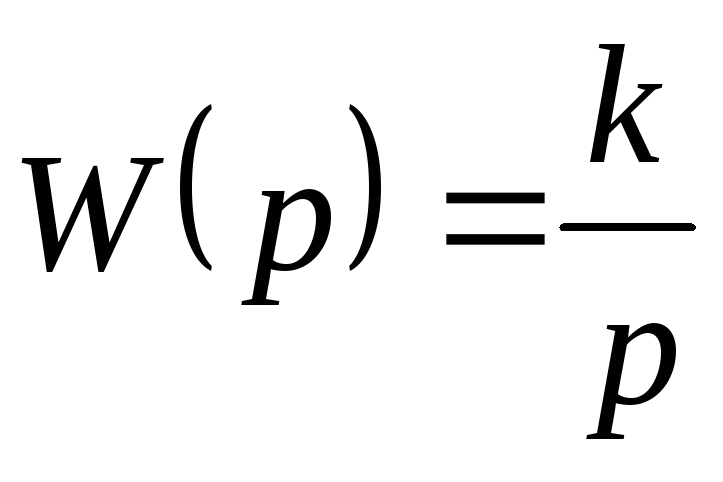 W(p) = k/p